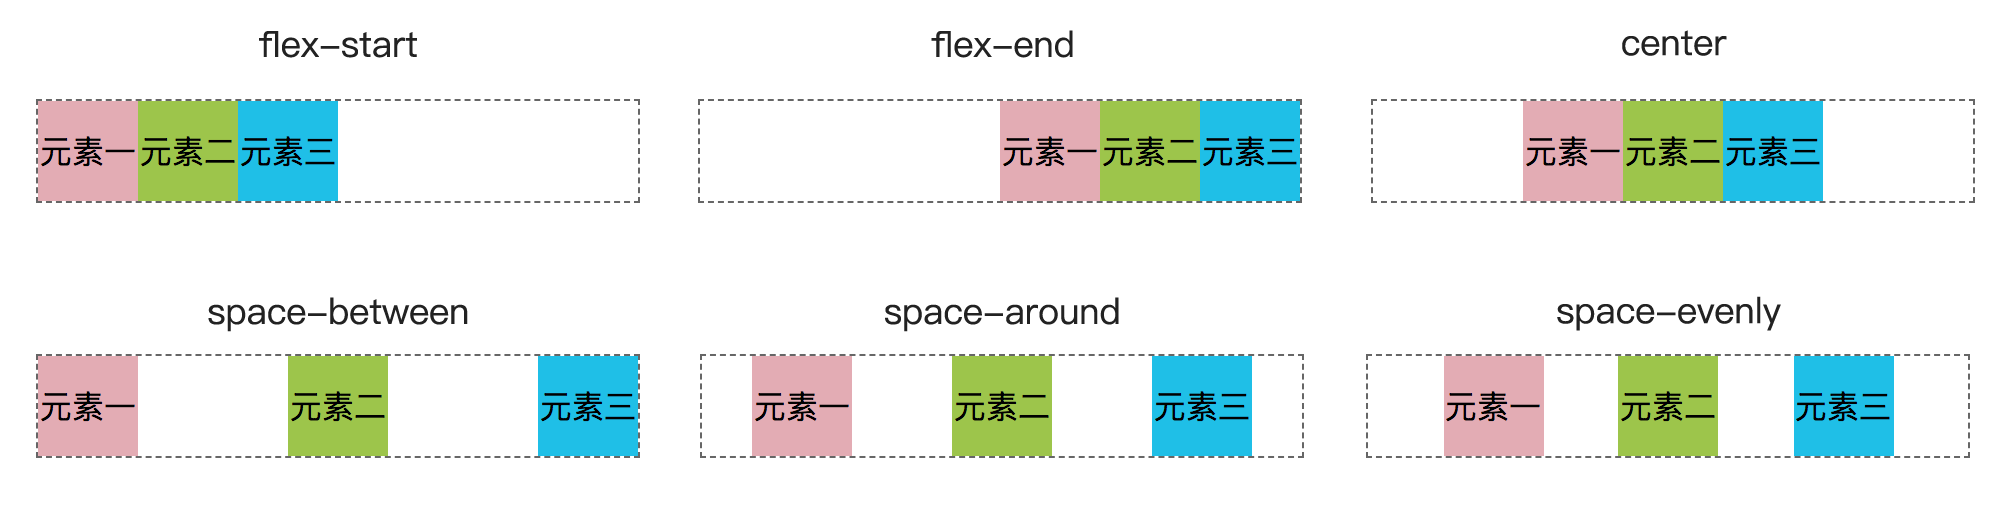 flex-start
flex-end
center
元素一 元素二 元素三
元素一 元素二 元素三
元素一 元素二 元素三
space-between
space-around
space-evenly
元素一 元素二 元素三
元素一 元素二 元素三
元素一 元素二 元素三